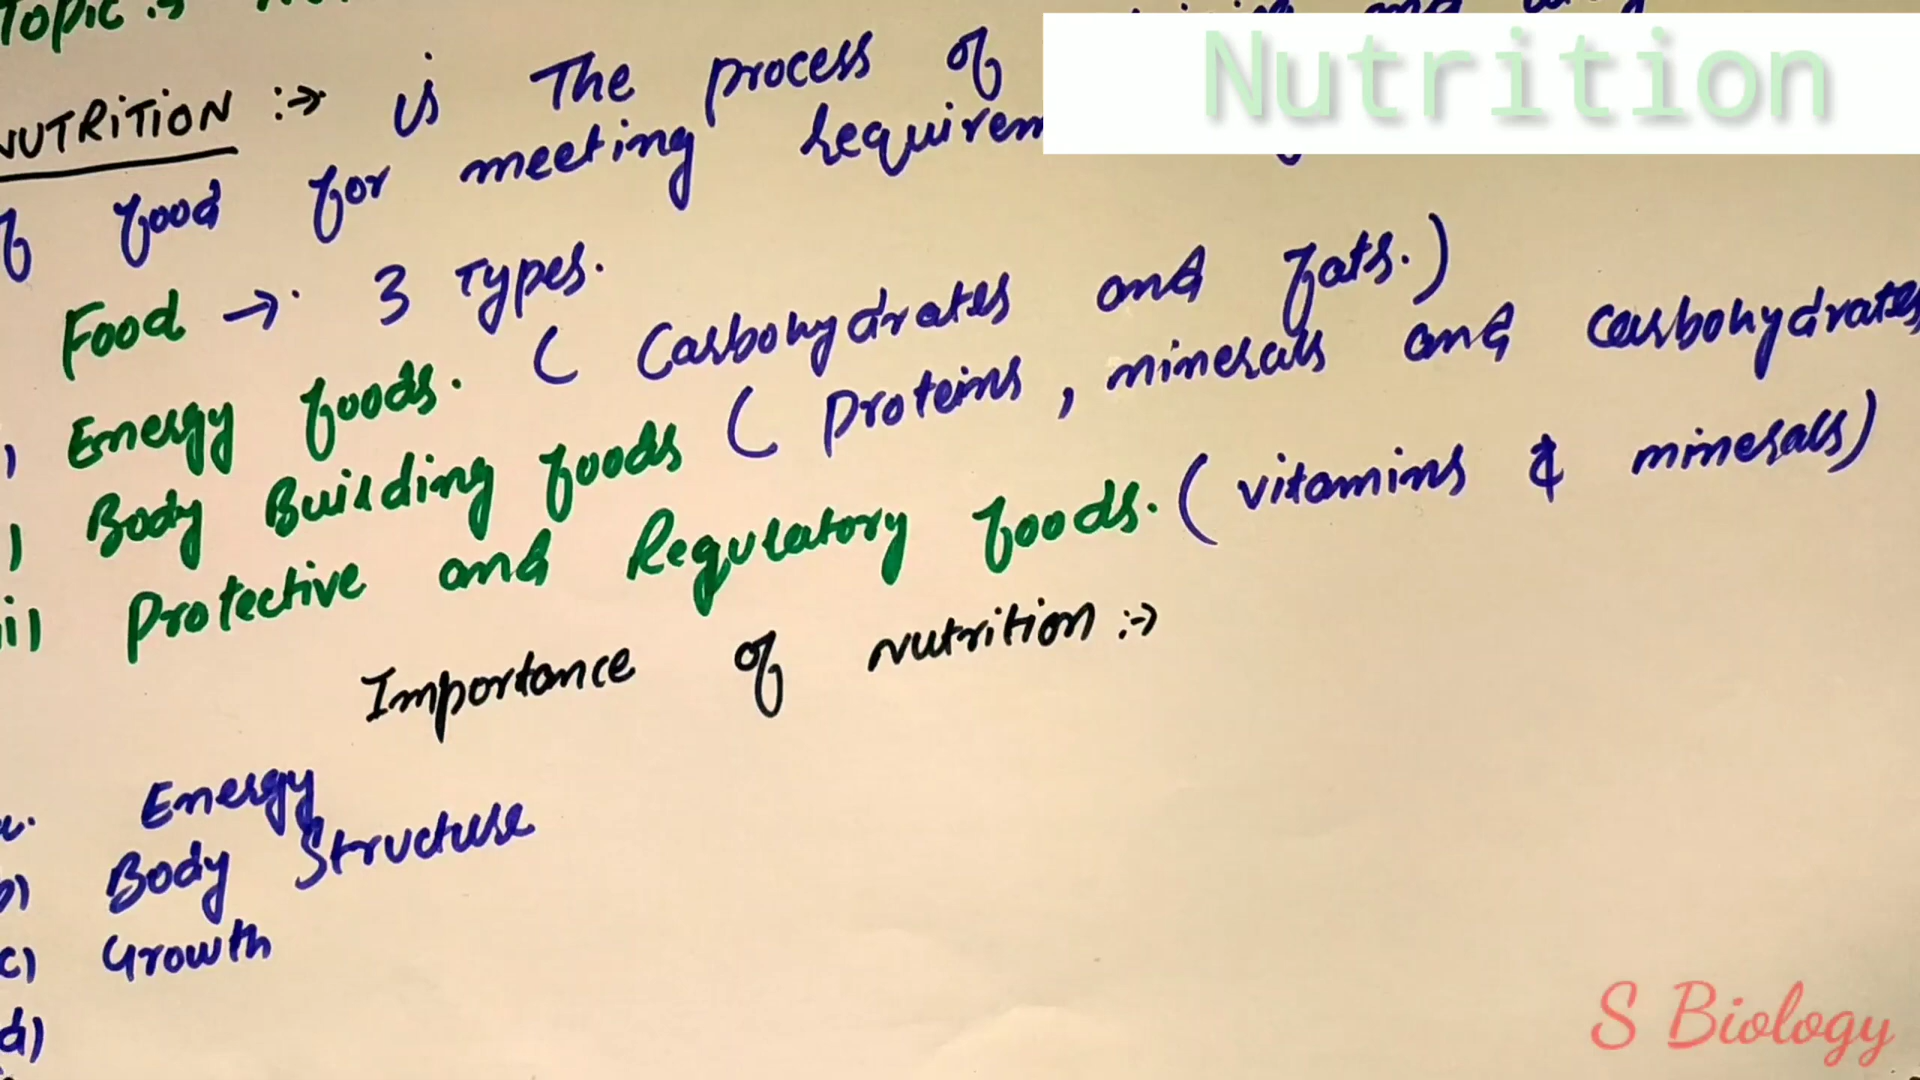 Topic :→
Nutrition
NUTRITION :→ is The process of
of food for meeting
Food → 3 Types.
) Energy foods. ( Carbohydrates and fats.)
) Body Building foods ( Proteins, minerals and carbohydrates
ii) Protective and Regulatory foods. ( vitamins & minerals)
Importance of nutrition :→
a. Energy
b) Body Structure
c) Growth
d)
S Biology